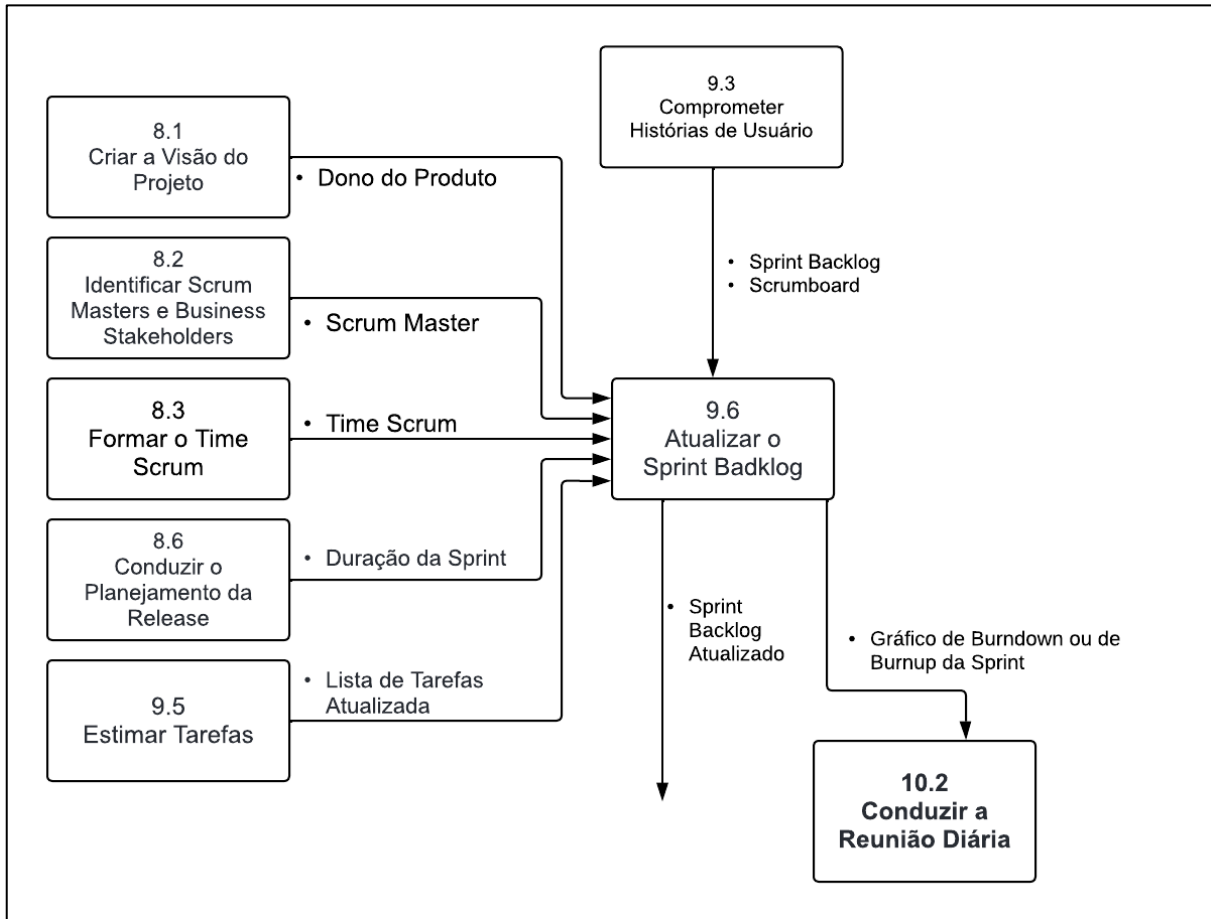 8.1
Criar a Visão do
Projeto
• Dono do Produto
8.2
Identificar Scrum
Masters e Business
Stakeholders
• Scrum Master
8.3
Formar o Time
Scrum
• Time Scrum
8.6
Conduzir o
Planejamento da
Release
• Duração da Sprint
9.5
Estimar Tarefas
• Lista de Tarefas
Atualizada
9.3
Comprometer
Histórias de Usuário
• Sprint Backlog
• Scrumboard
9.6
Atualizar o
Sprint Badklog
• Sprint
Backlog
Atualizado
• Gráfico de Burndown ou de
Burnup da Sprint
10.2
Conduzir a
Reunião Diária